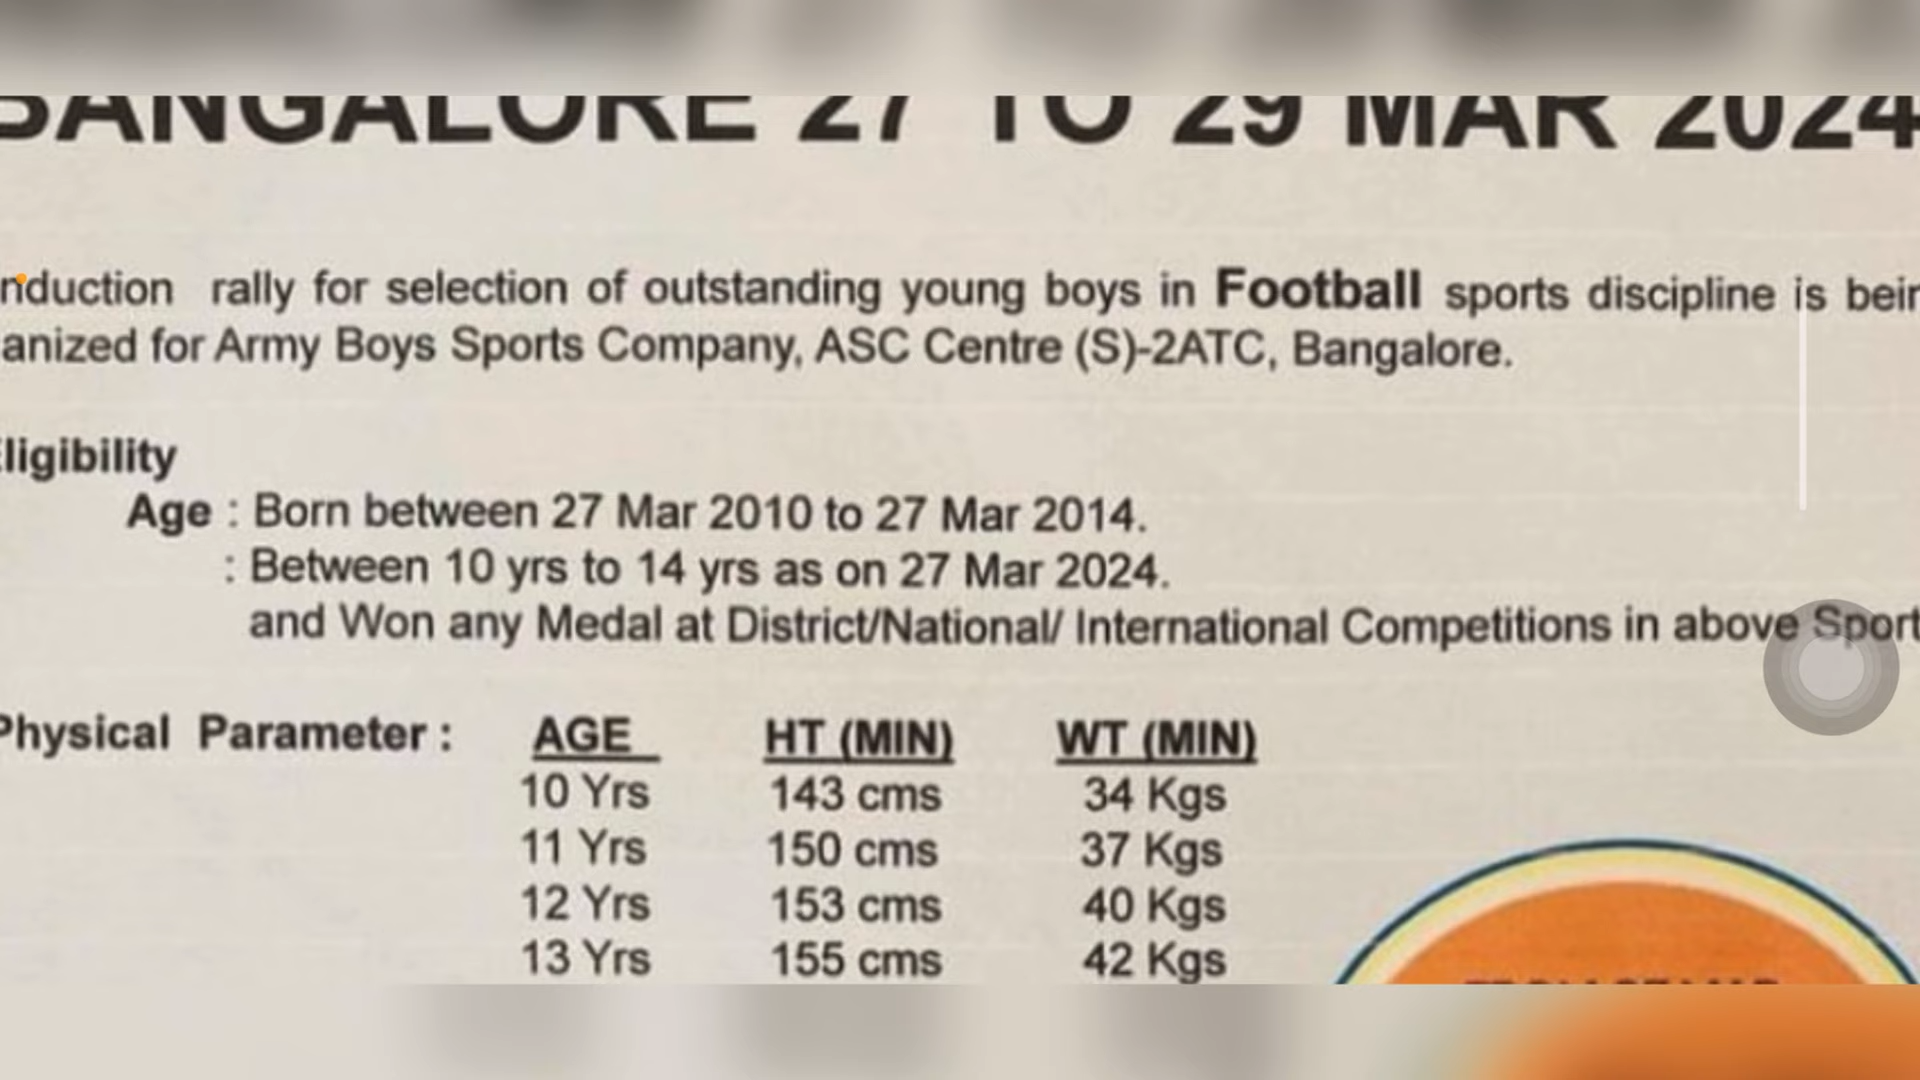 BANGALORE 27 TO 29 MAR 2024
nduction rally for selection of outstanding young boys in Football sports discipline is bein
anized for Army Boys Sports Company, ASC Centre (S)-2ATC, Bangalore.
Eligibility
Age : Born between 27 Mar 2010 to 27 Mar 2014.
: Between 10 yrs to 14 yrs as on 27 Mar 2024.
and Won any Medal at District/National/ International Competitions in above Sport
Physical Parameter : AGE HT (MIN) WT (MIN)
10 Yrs 143 cms 34 Kgs
11 Yrs 150 cms 37 Kgs
12 Yrs 153 cms 40 Kgs
13 Yrs 155 cms 42 Kgs